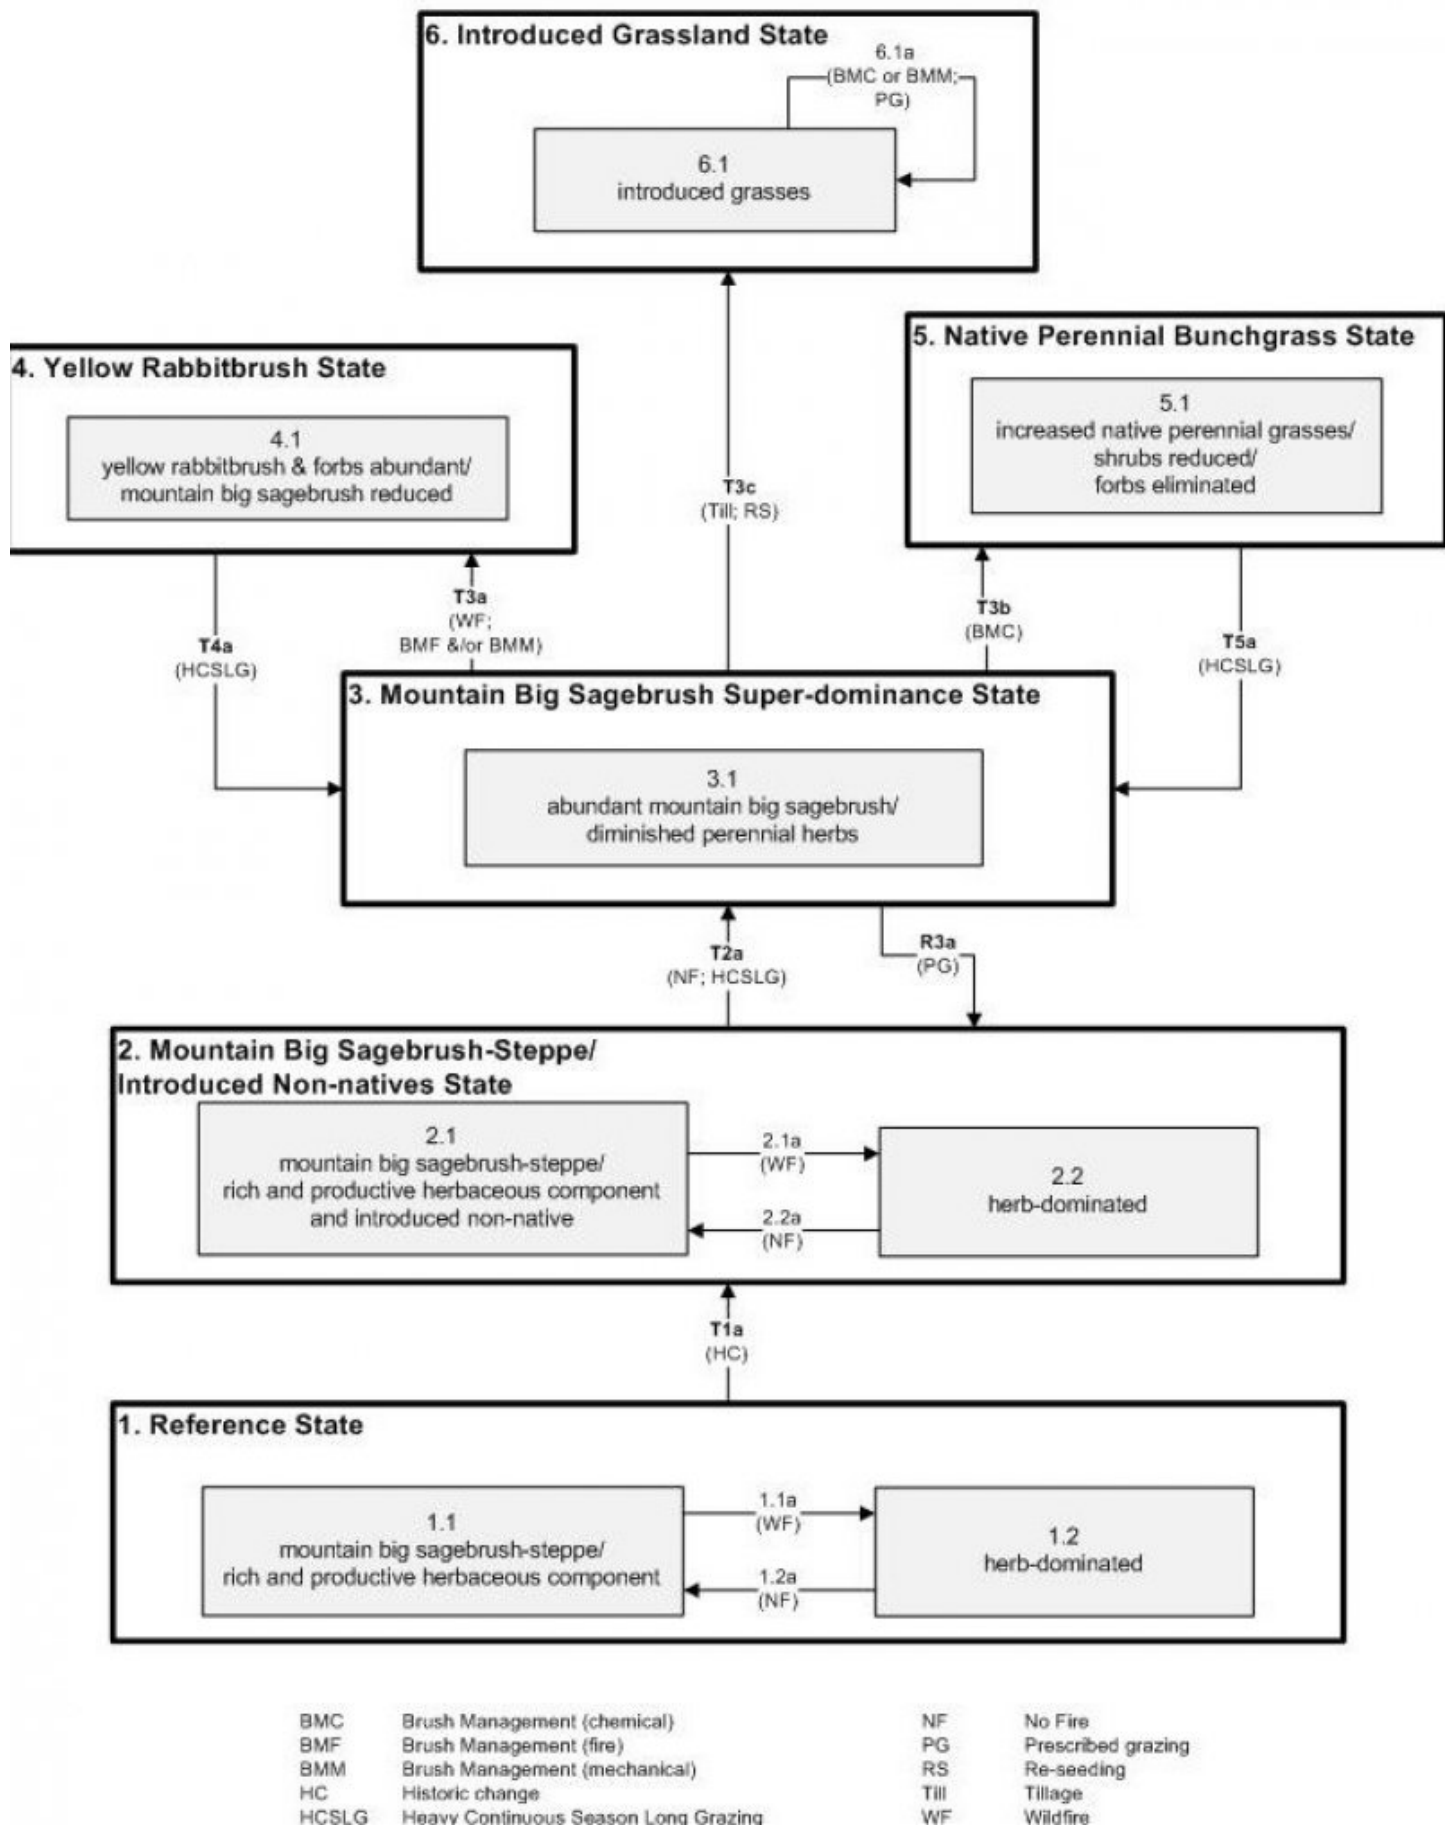 6. Introduced Grassland State
6.1a
(BMC or BMM;
PG)
6.1
introduced grasses
5. Native Perennial Bunchgrass State
5.1
increased native perennial grasses/
shrubs reduced/
forbs eliminated
4. Yellow Rabbitbrush State
4.1
yellow rabbitbrush & forbs abundant/
mountain big sagebrush reduced
T3c
(Till; RS)
T3a
(WF;
BMF &/or BMM)
T3b
(BMC)
T4a
(HCSLG)
T5a
(HCSLG)
3. Mountain Big Sagebrush Super-dominance State
3.1
abundant mountain big sagebrush/
diminished perennial herbs
T2a
(NF; HCSLG)
R3a
(PG)
2. Mountain Big Sagebrush-Steppe/
Introduced Non-natives State
2.1
mountain big sagebrush-steppe/
rich and productive herbaceous component
and introduced non-native
2.1a
(WF)
2.2a
(NF)
2.2
herb-dominated
T1a
(HC)
1. Reference State
1.1
mountain big sagebrush-steppe/
rich and productive herbaceous component
1.1a
(WF)
1.2a
(NF)
1.2
herb-dominated
BMC Brush Management (chemical)
BMF Brush Management (fire)
BMM Brush Management (mechanical)
HC Historic change
HCSLG Heavy Continuous Season Long Grazing
NF No Fire
PG Prescribed grazing
RS Re-seeding
Till Tillage
WF Wildfire